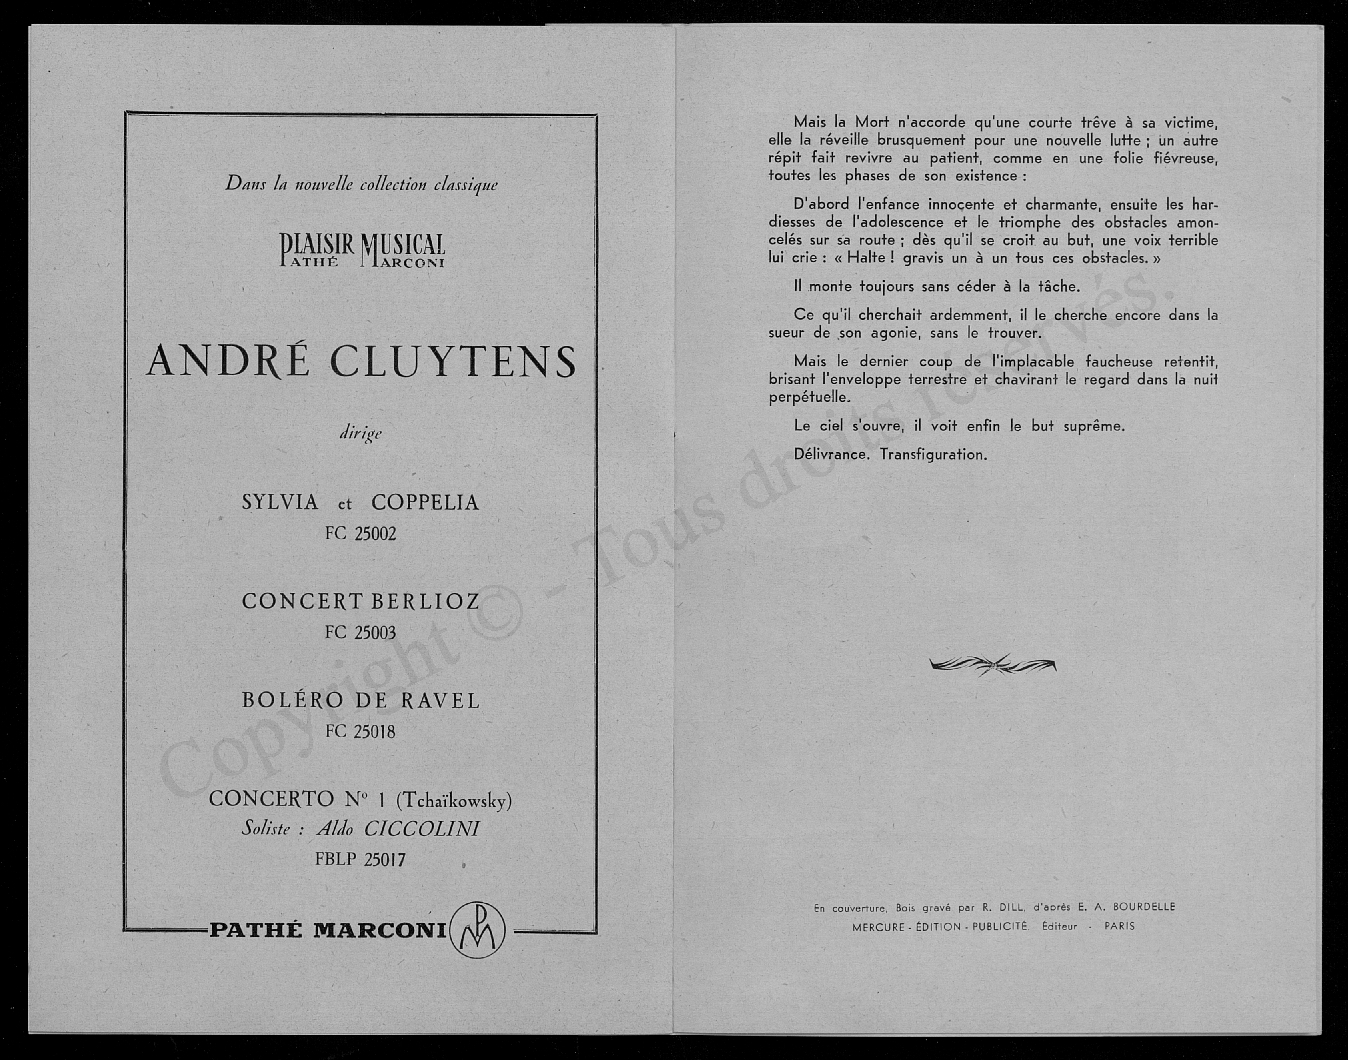 Dans la nouvelle collection classique
PLAISIR MUSICAL
PATHÉ MARCONI
ANDRÉ CLUYTENS
dirige
SYLVIA et COPPELIA
FC 25002
CONCERT BERLIOZ
FC 25003
BOLÉRO DE RAVEL
FC 25018
CONCERTO Nº 1 (Tchaïkowsky)
Soliste : Aldo CICCOLINI
FBLP 25017
PATHÉ MARCONI PM
Mais la Mort n'accorde qu'une courte trêve à sa victime,
elle la réveille brusquement pour une nouvelle lutte ; un autre
répit fait revivre au patient, comme en une folie fiévreuse,
toutes les phases de son existence :
D'abord l'enfance innocente et charmante, ensuite les har-
diesses de l'adolescence et le triomphe des obstacles amon-
celés sur sa route ; dès qu'il se croit au but, une voix terrible
lui crie : « Halte ! gravis un à un tous ces obstacles. »
Il monte toujours sans céder à la tâche.
Ce qu'il cherchait ardemment, il le cherche encore dans la
sueur de son agonie, sans le trouver.
Mais le dernier coup de l'implacable faucheuse retentit,
brisant l'enveloppe terrestre et chavirant le regard dans la nuit
perpétuelle.
Le ciel s'ouvre, il voit enfin le but suprême.
Délivrance. Transfiguration.
En couverture, Bois gravé par R. DILL, d'après E. A. BOURDELLE
MERCURE - ÉDITION - PUBLICITÉ. Éditeur - PARIS
Copyright © - Tous droits reservés.